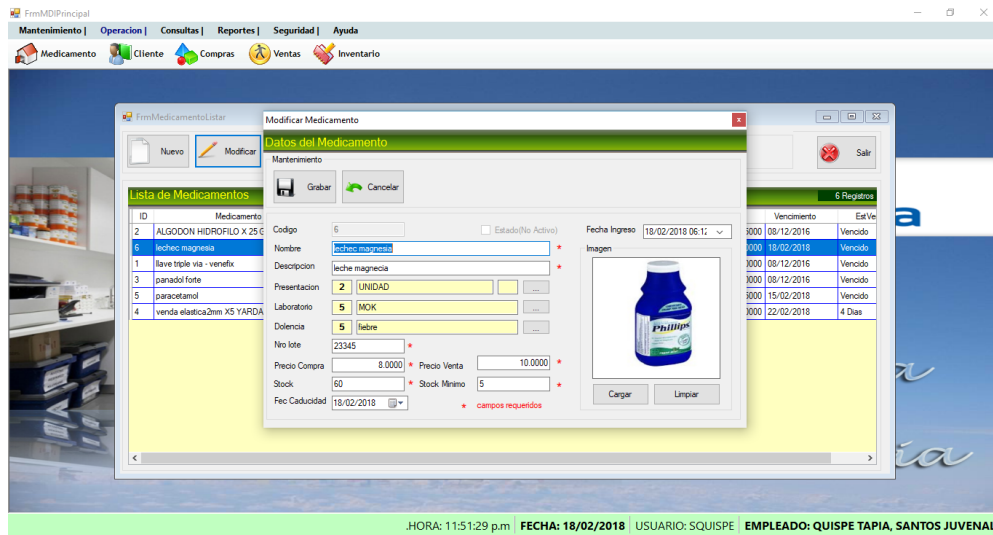 FrmMDIPrincipal
Mantenimiento | Operacion | Consultas | Reportes | Seguridad | Ayuda
Medicamento Cliente Compras Ventas Inventario
FrmMedicamentoListar
Modificar Medicamento
Datos del Medicamento
Mantenimiento
Nuevo Modificar Grabar Cancelar Salir
Lista de Medicamentos 6 Registros
ID Medicamento Vencimiento EstVe
2 ALGODON HIDROFILO X 25 G 08/12/2016 Vencido
6 lechec magnesia 0000 18/02/2018 Vencido
1 llave triple via - venefix 08/12/2016 Vencido
3 panadol forte 08/12/2016 Vencido
5 paracetamol 15/02/2018 Vencido
4 venda elastica2mm X5 YARDA 22/02/2018 4 Dias
Codigo 6 Estado(No Activo) Fecha Ingreso 18/02/2018 06:12
Nombre lechec magnesia * Imagen
Descripcion leche magnecia *
Presentacion 2 UNIDAD ...
Laboratorio 5 MOK ...
Dolencia 5 fiebre ...
Nro lote 23345 *
Precio Compra 8.0000 * Precio Venta 10.0000 *
Stock 60 * Stock Minimo 5 *
Fec Caducidad 18/02/2018 * campos requeridos
Phillips
Cargar Limpiar
a
a
ia
.HORA: 11:51:29 p.m FECHA: 18/02/2018 USUARIO: SQUISPE EMPLEADO: QUISPE TAPIA, SANTOS JUVENAL